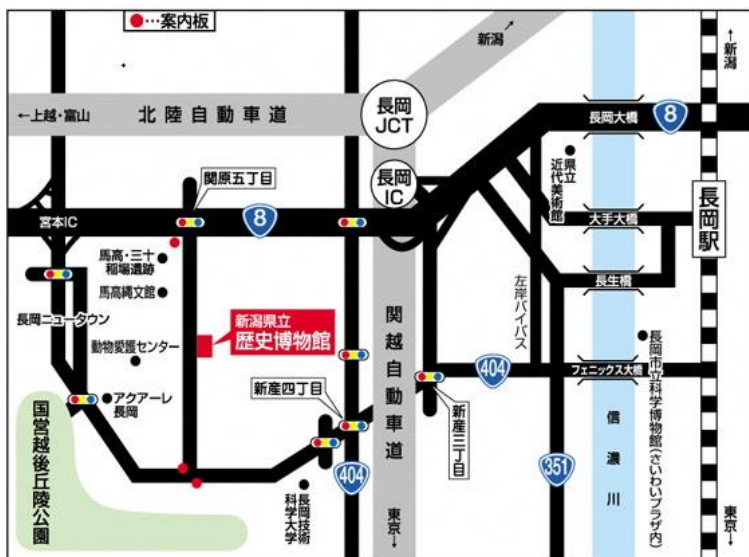 ●…案内板
新潟
←新潟
北陸自動車道
←上越・富山
長岡
JCT
長岡大橋
8
関原五丁目
長岡
IC
県立
近代美術館
宮本IC
8
大手大橋
長岡駅
馬高・三十
稲場遺跡
馬高縄文館
長生橋
長岡ニュータウン
新潟県立
歴史博物館
関越自動車道
左岸バイパス
動物愛護センター
404
フェニックス大橋
アクアーレ
長岡
新産四丁目
新産三丁目
長岡市立科学博物館(さいわいプラザ内)
国営越後丘陵公園
信濃川
404
351
長岡技術
科学大学
東京→
東京→